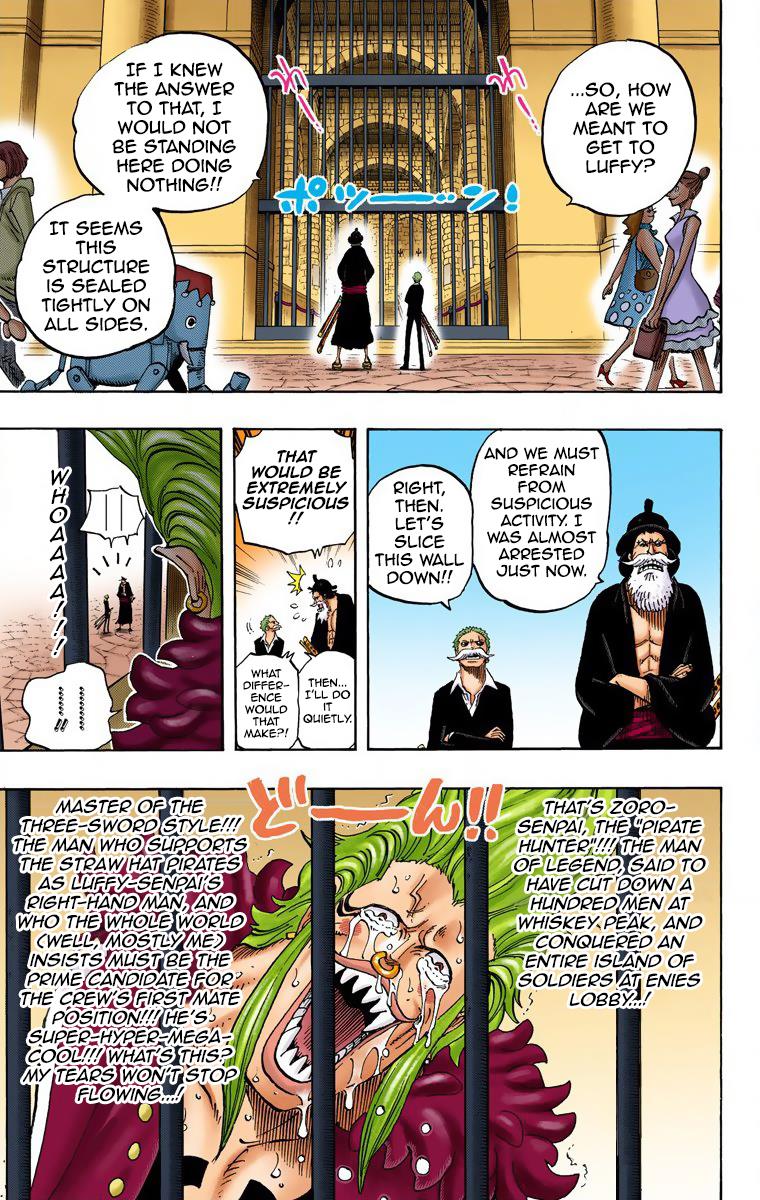 ...SO, HOW
ARE WE
MEANT TO
GET TO
LUFFY?
IF I KNEW
THE ANSWER
TO THAT, I
WOULD NOT
BE STANDING
HERE DOING
NOTHING!!
IT SEEMS
THIS
STRUCTURE
IS SEALED
TIGHTLY ON
ALL SIDES.
ポツーーン!
AND WE MUST
REFRAIN
FROM
SUSPICIOUS
ACTIVITY. I
WAS ALMOST
ARRESTED
JUST NOW.
RIGHT,
THEN.
LET'S
SLICE
THIS WALL
DOWN!!
THAT
WOULD BE
EXTREMELY
SUSPICIOUS
!!
THEN...
I'LL DO
IT
QUIETLY.
WHAT
DIFFER-
ENCE
WOULD
THAT
MAKE?!
WHOAAAA!!!
!!
どーーん!!
THAT'S ZORO-
SENPAI, THE "PIRATE
HUNTER"!!! THE MAN
OF LEGEND, SAID TO
HAVE CUT DOWN A
HUNDRED MEN AT
WHISKEY PEAK, AND
CONQUERED AN
ENTIRE ISLAND OF
SOLDIERS AT ENIES
LOBBY...!
MASTER OF THE
THREE-SWORD STYLE!!!
THE MAN WHO SUPPORTS
THE STRAW HAT PIRATES
AS LUFFY-SENPAI'S
RIGHT-HAND MAN, AND
WHO THE WHOLE WORLD
(WELL, MOSTLY ME)
INSISTS MUST BE THE
PRIME CANDIDATE FOR
THE CREW'S FIRST MATE
POSITION!!! HE'S
SUPER-HYPER-MEGA-
COOL!!! WHAT'S THIS?
MY TEARS WON'T STOP
FLOWING...!